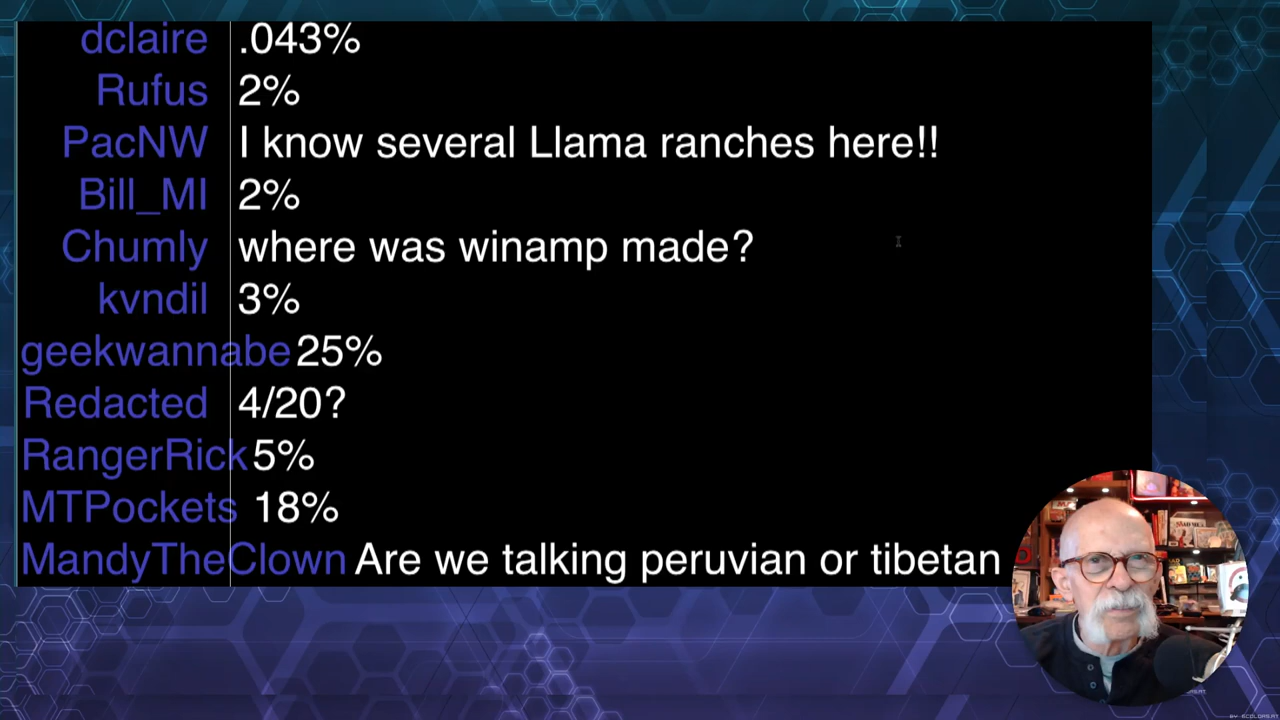 dclaire .043%
Rufus 2%
PacNW I know several Llama ranches here!!
Bill_MI 2%
Chumly where was winamp made?
kvndil 3%
geekwannabe 25%
Redacted 4/20?
RangerRick 5%
MTPockets 18%
MandyTheClown Are we talking peruvian or tibetan